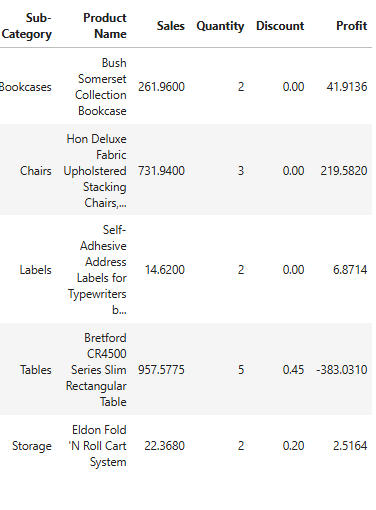 Sub-Category Product Name Sales Quantity Discount Profit
Bookcases Bush Somerset Collection Bookcase 261.9600 2 0.00 41.9136
Chairs Hon Deluxe Fabric Upholstered Stacking Chairs,... 731.9400 3 0.00 219.5820
Labels Self-Adhesive Address Labels for Typewriters b... 14.6200 2 0.00 6.8714
Tables Bretford CR4500 Series Slim Rectangular Table 957.5775 5 0.45 -383.0310
Storage Eldon Fold 'N Roll Cart System 22.3680 2 0.20 2.5164